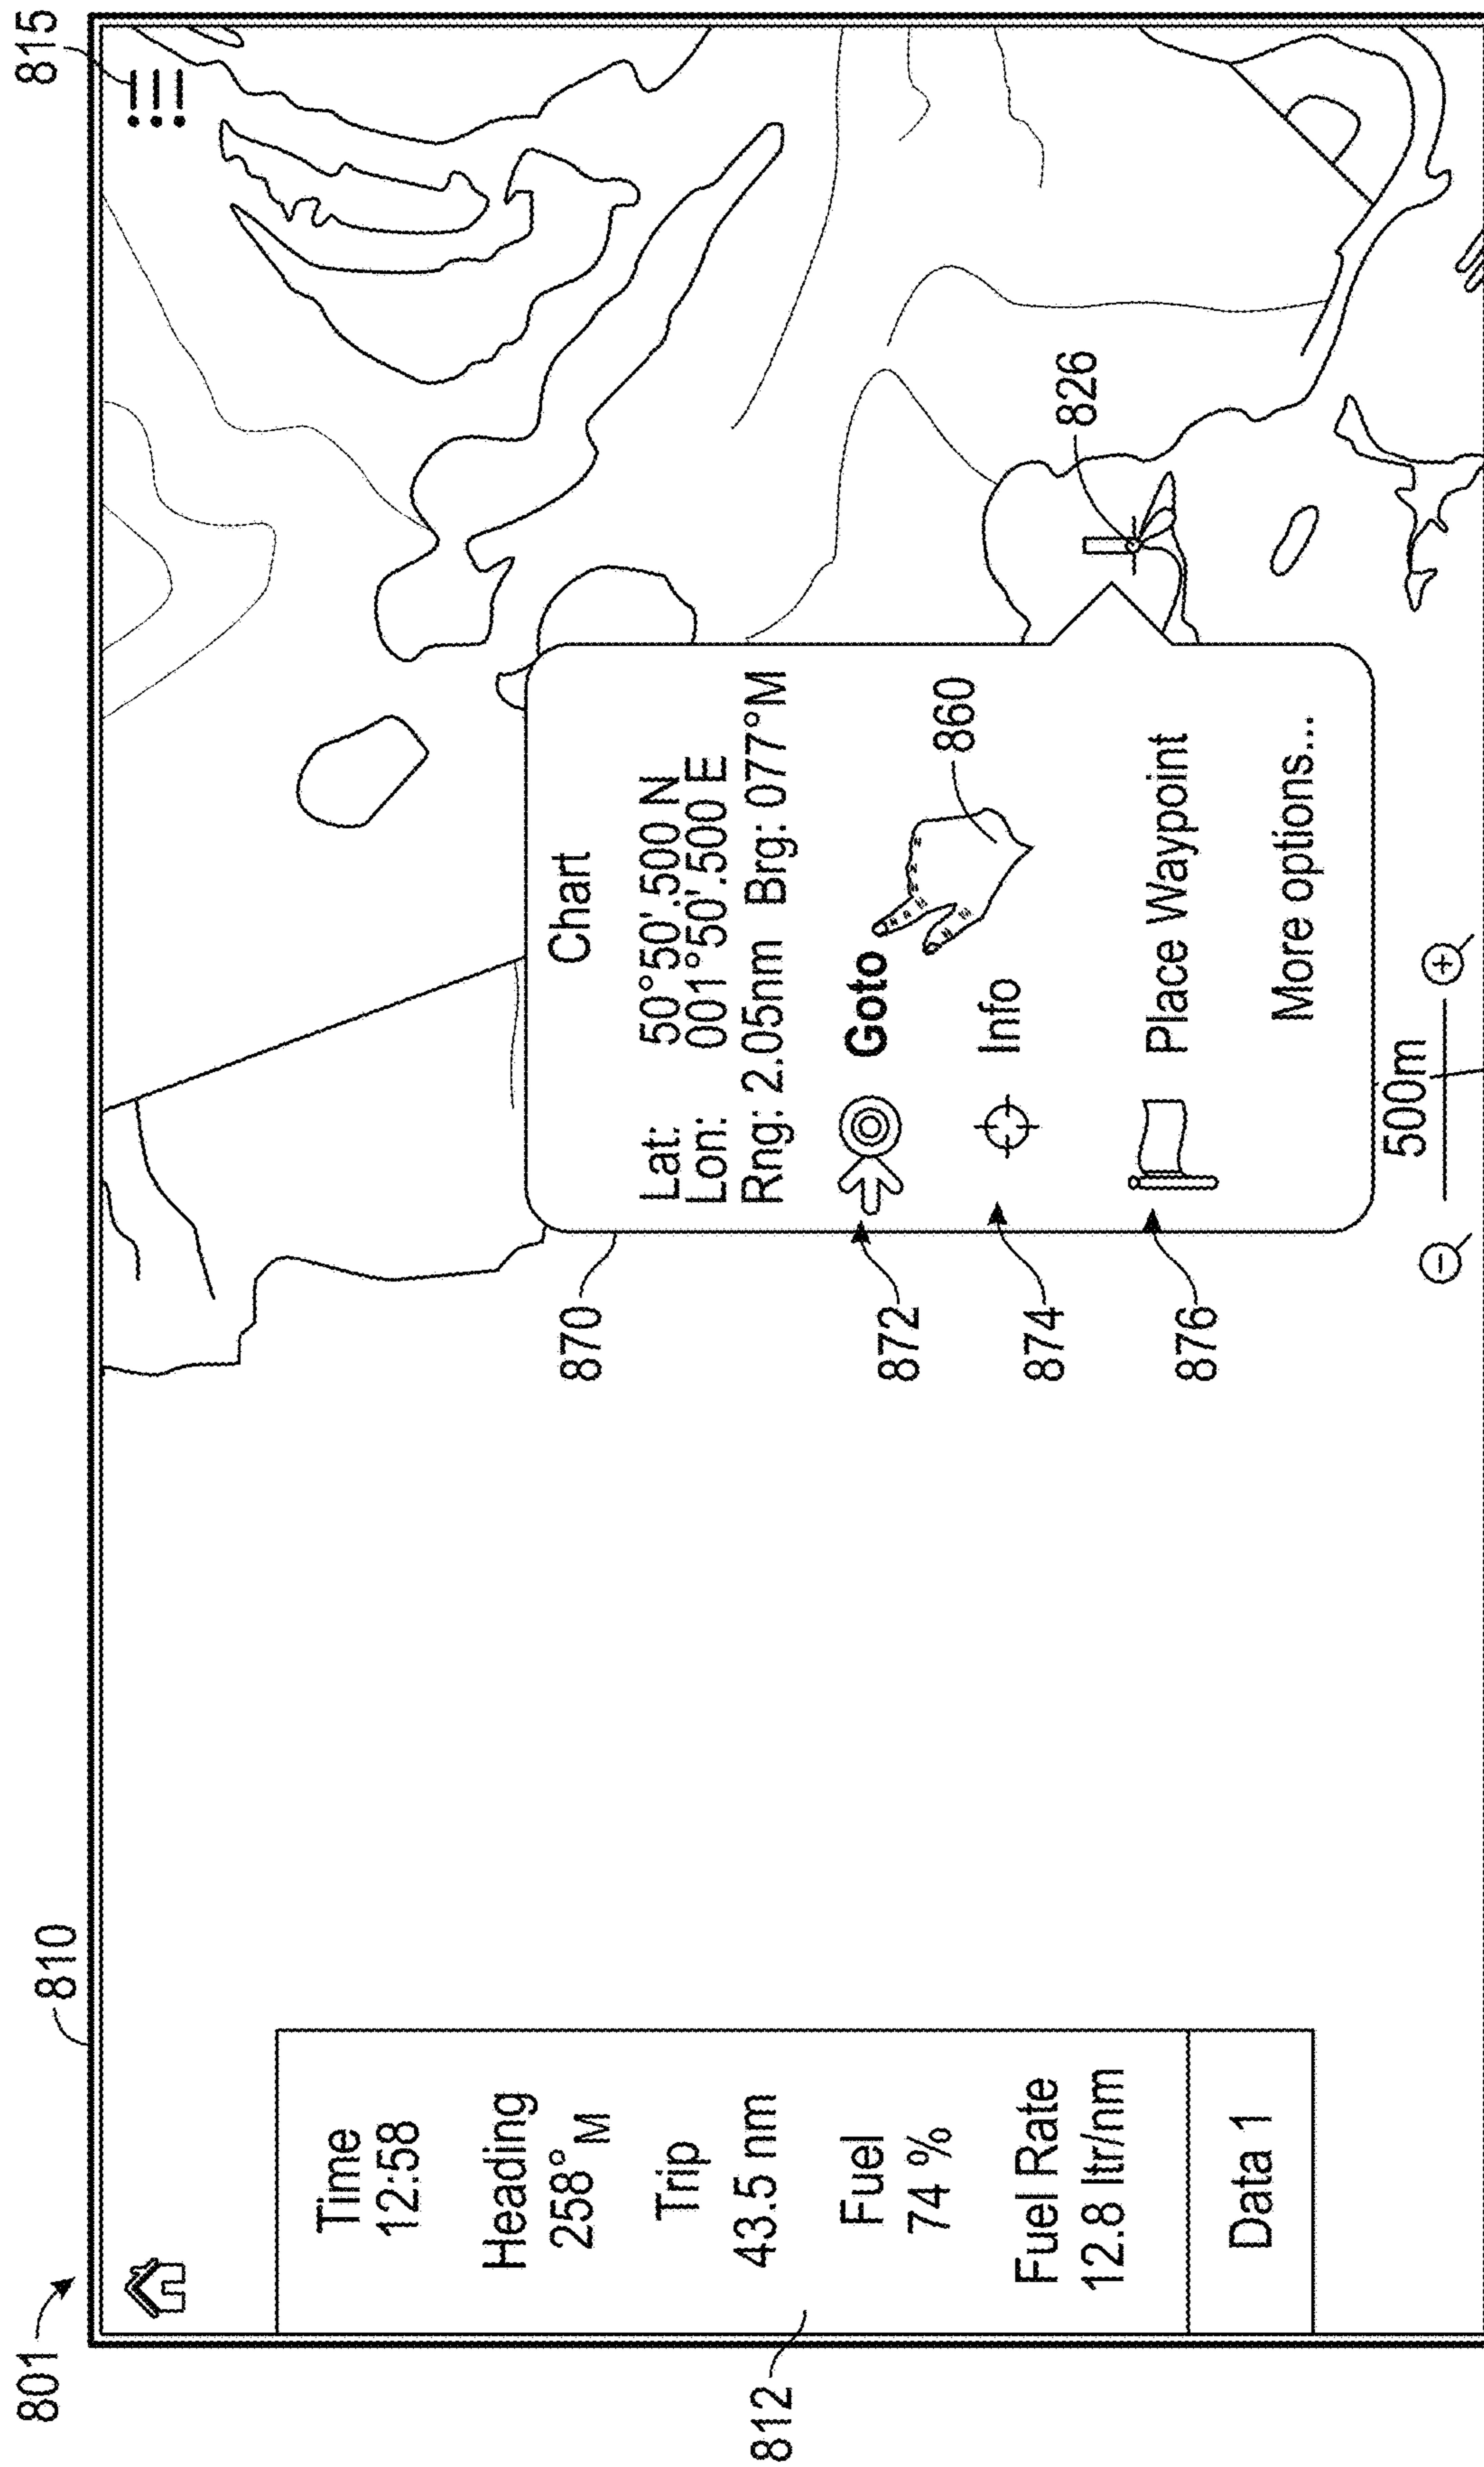 801
810
815
812
Time
12:58
Heading
258°M
Trip
43.5 nm
Fuel
74 %
Fuel Rate
12.8 ltr/nm
Data 1
870
872
874
876
Chart
Lat: 50°50'.500 N
Lon: 001°50'.500 E
Rng: 2.05nm Brg: 077°M
Goto
860
Info
Place Waypoint
More options...
826
500m